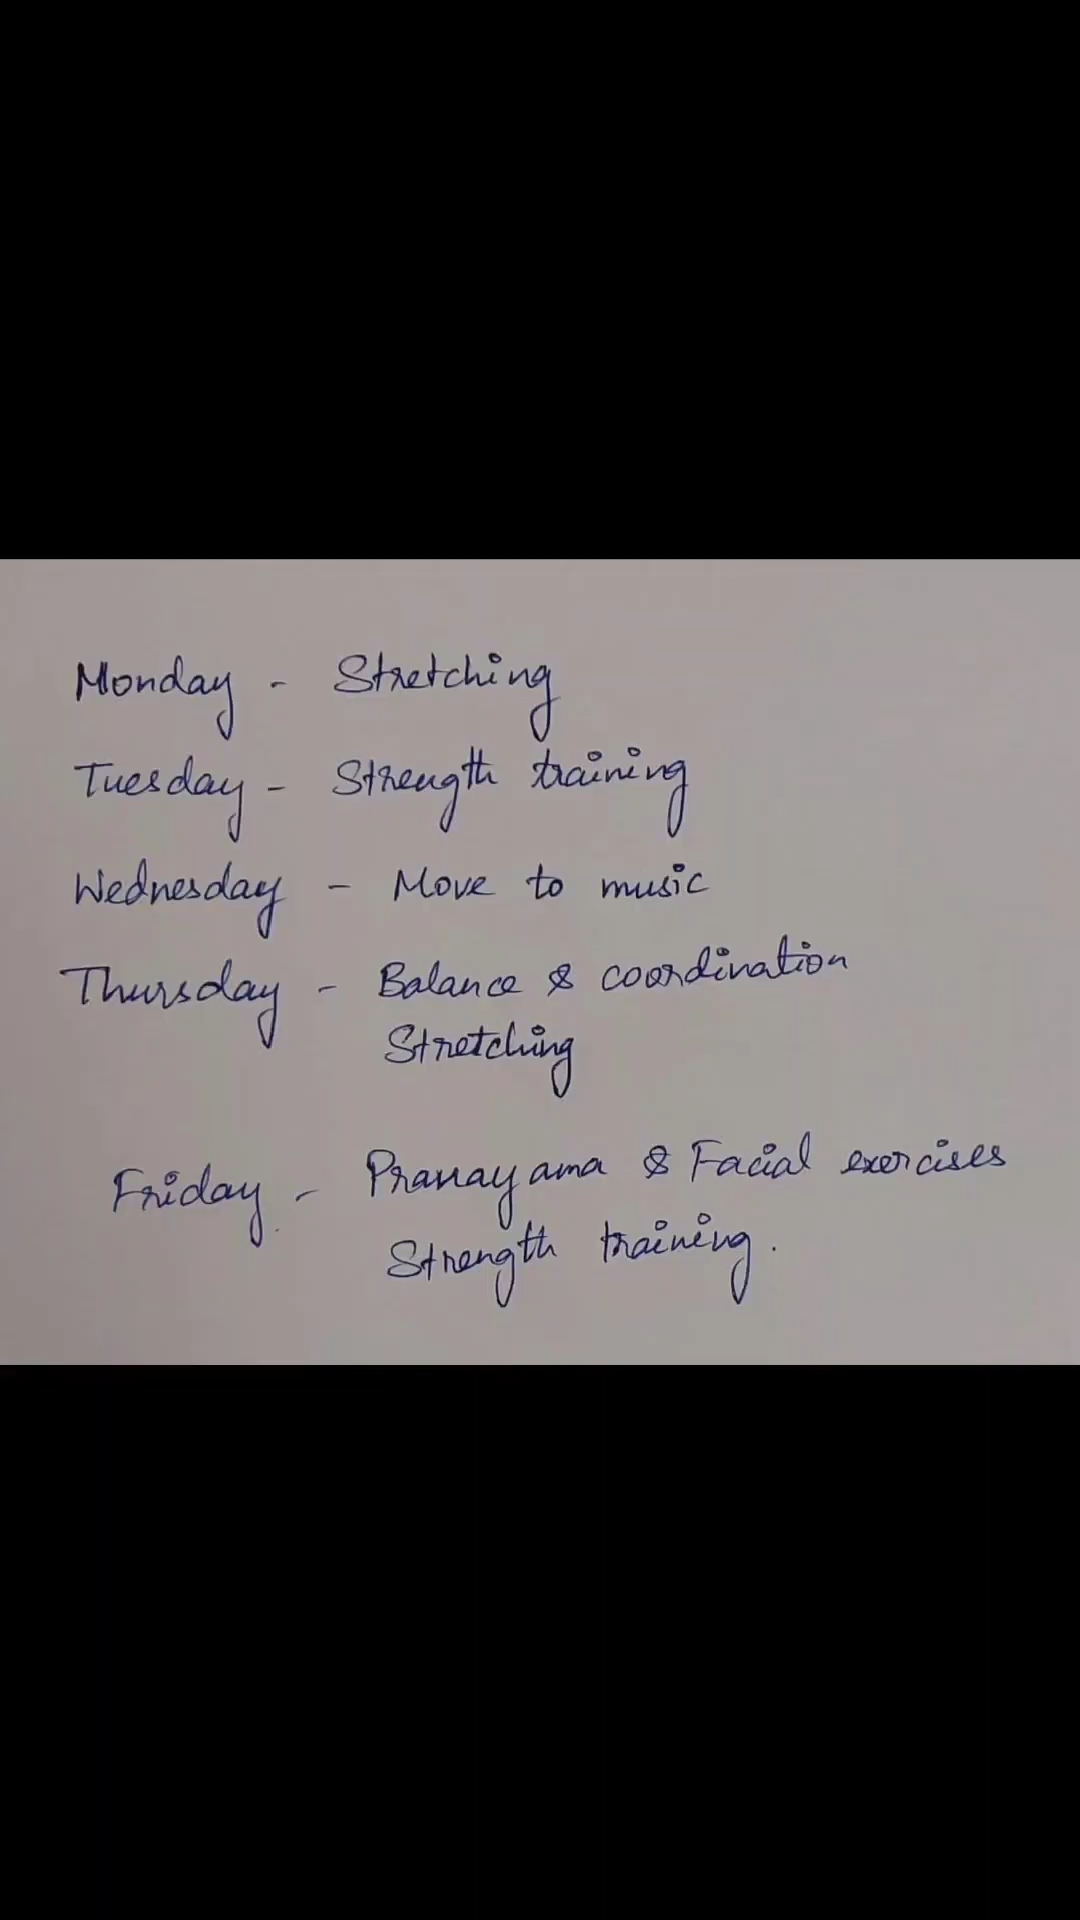 Monday - Stretching
Tuesday - Strength training
Wednesday - Move to music
Thursday - Balance & coordination
Stretching
Friday - Pranayama & Facial exercises
Strength training.